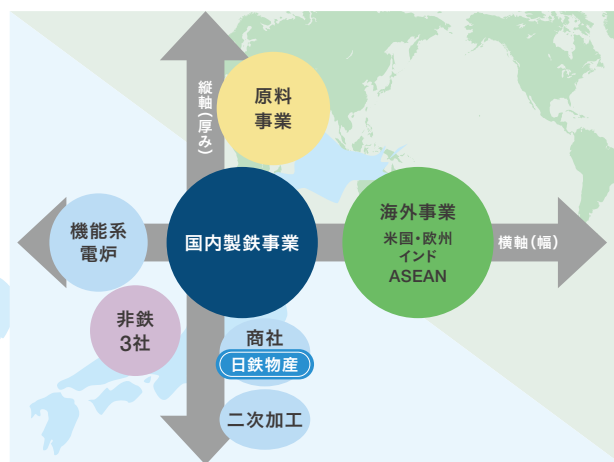 縦軸(厚み)
原料
事業
機能系
電炉
国内製鉄事業
海外事業
米国・欧州
インド
ASEAN
横軸(幅)
非鉄
3社
商社
日鉄物産
二次加工